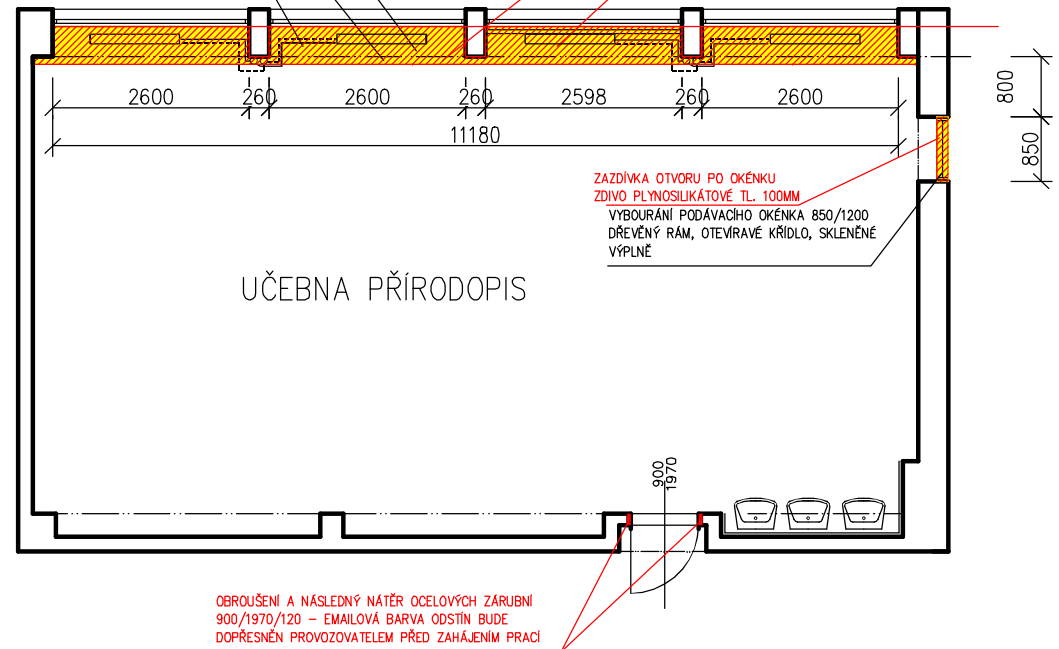 2600
260
2600
260
2598
260
2600
11180
800
850
ZAZDÍVKA OTVORU PO OKÉNKU
ZDIVO PLYNOSILIKÁTOVÉ TL. 100MM
VYBOURÁNÍ PODÁVACÍHO OKÉNKA 850/1200
DŘEVĚNÝ RÁM, OTEVÍRAVÉ KŘÍDLO, SKLENĚNÉ
VÝPLNĚ
UČEBNA PŘÍRODOPIS
900
1970
OBROUŠENÍ A NÁSLEDNÝ NÁTĚR OCELOVÝCH ZÁRUBNÍ
900/1970/120 – EMAILOVÁ BARVA ODSTÍN BUDE
DOPŘESNĚN PROVOZOVATELEM PŘED ZAHÁJENÍM PRACÍ